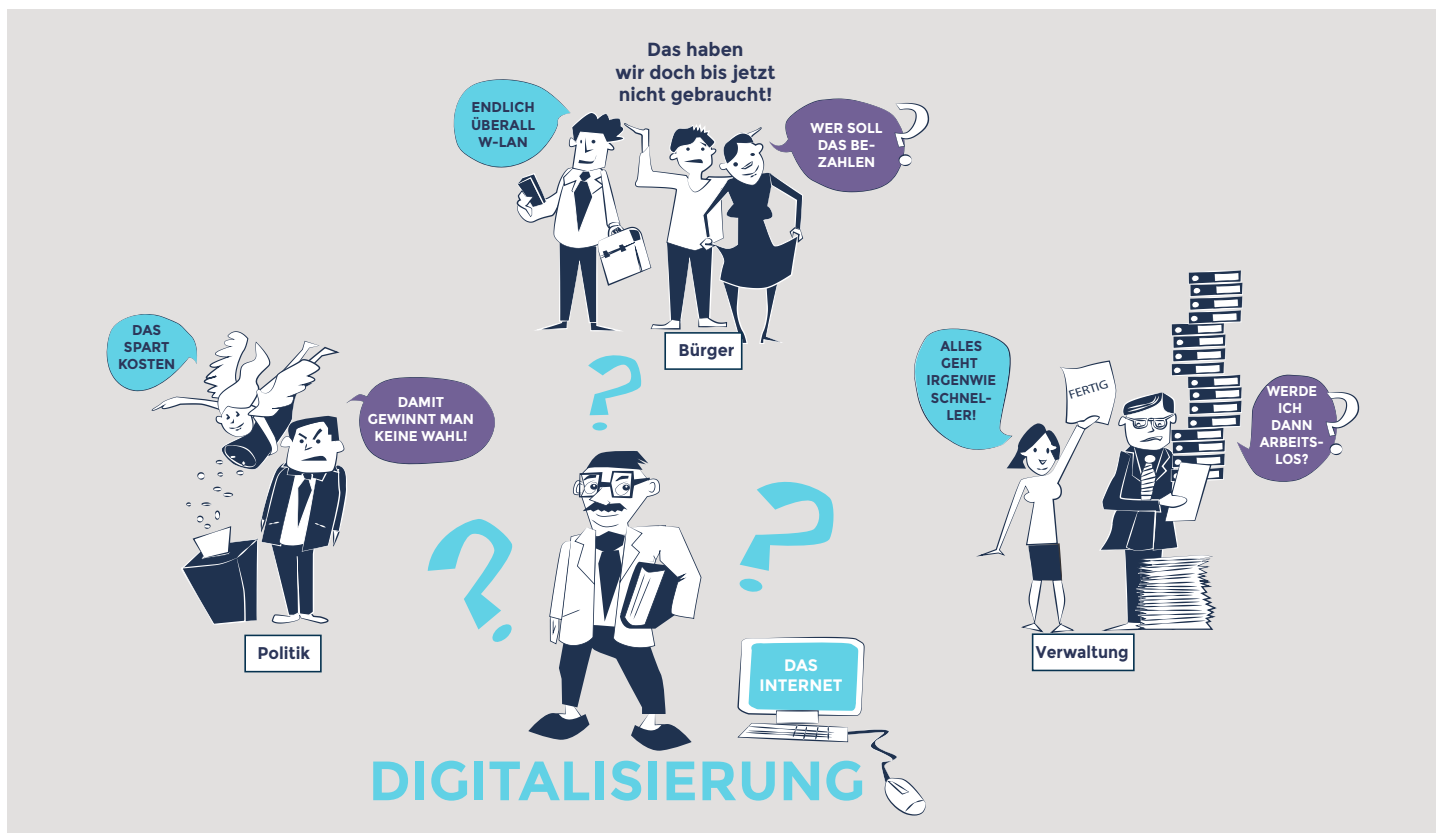 Das haben
wir doch bis jetzt
nicht gebraucht!
ENDLICH
ÜBERALL
W-LAN
WER SOLL
DAS BE-
ZAHLEN
?
Bürger
DAS
SPART
KOSTEN
DAMIT
GEWINNT MAN
KEINE WAHL!
Politik
ALLES
GEHT
IRGENWIE
SCHNEL-
LER!
FERTIG
WERDE
ICH
DANN
ARBEITS-
LOS?
?
Verwaltung
?
?
?
DAS
INTERNET
DIGITALISIERUNG